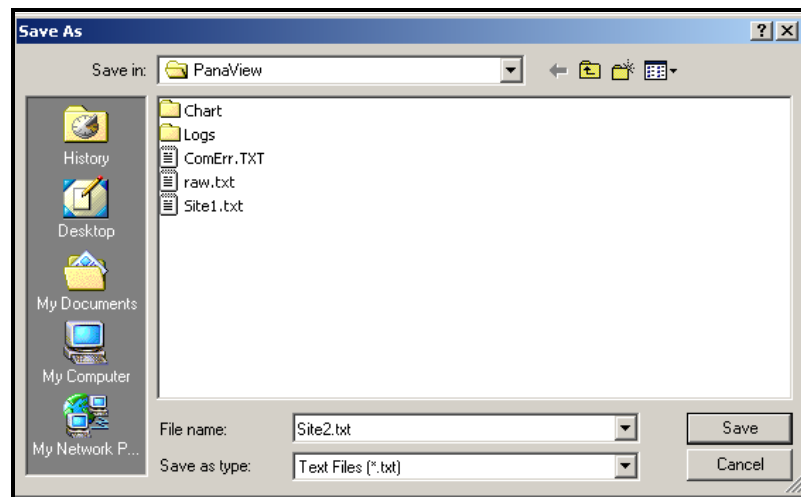 Save As
Save in:
PanaView
History
Desktop
My Documents
My Computer
My Network P...
Chart
Logs
ComErr.TXT
raw.txt
Site1.txt
File name:
Site2.txt
Save
Save as type:
Text Files (*.txt)
Cancel